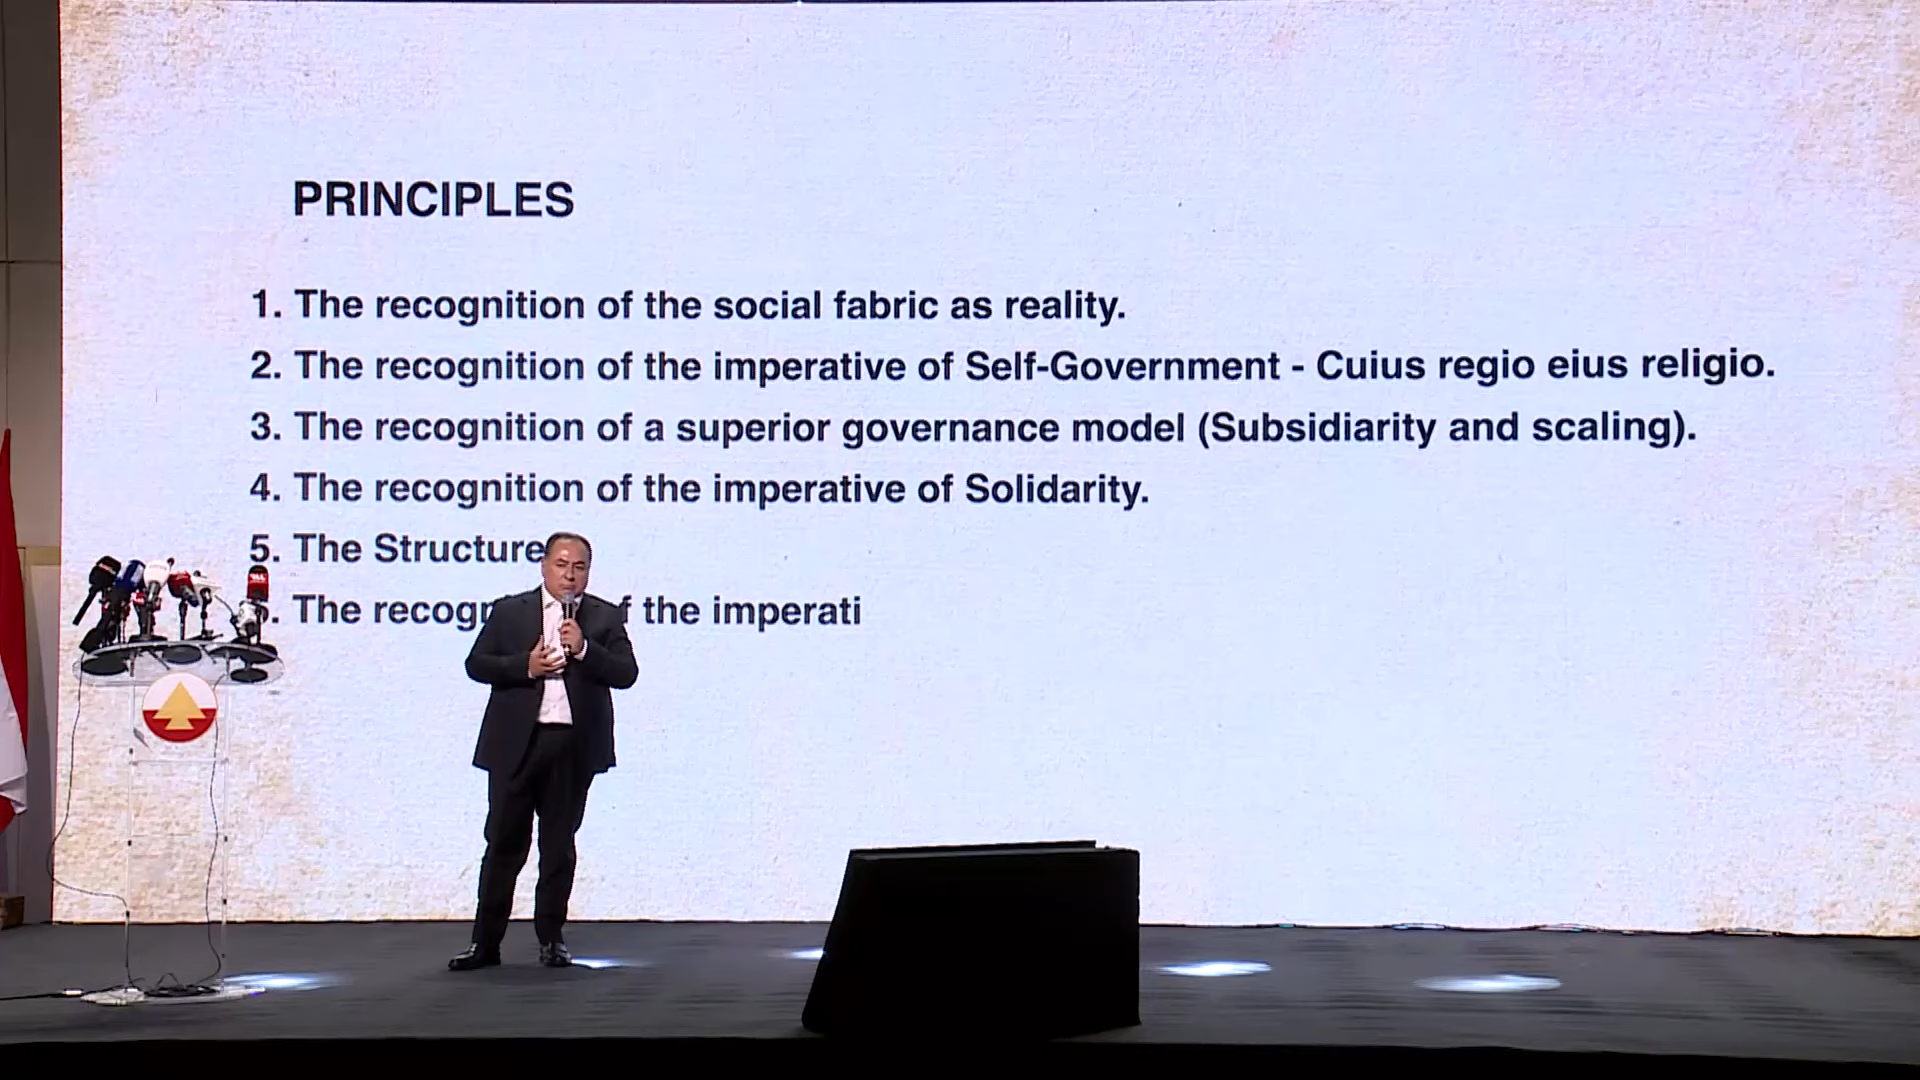 PRINCIPLES
1. The recognition of the social fabric as reality.
2. The recognition of the imperative of Self-Government - Cuius regio eius religio.
3. The recognition of a superior governance model (Subsidiarity and scaling).
4. The recognition of the imperative of Solidarity.
5. The Structure
The the imperati